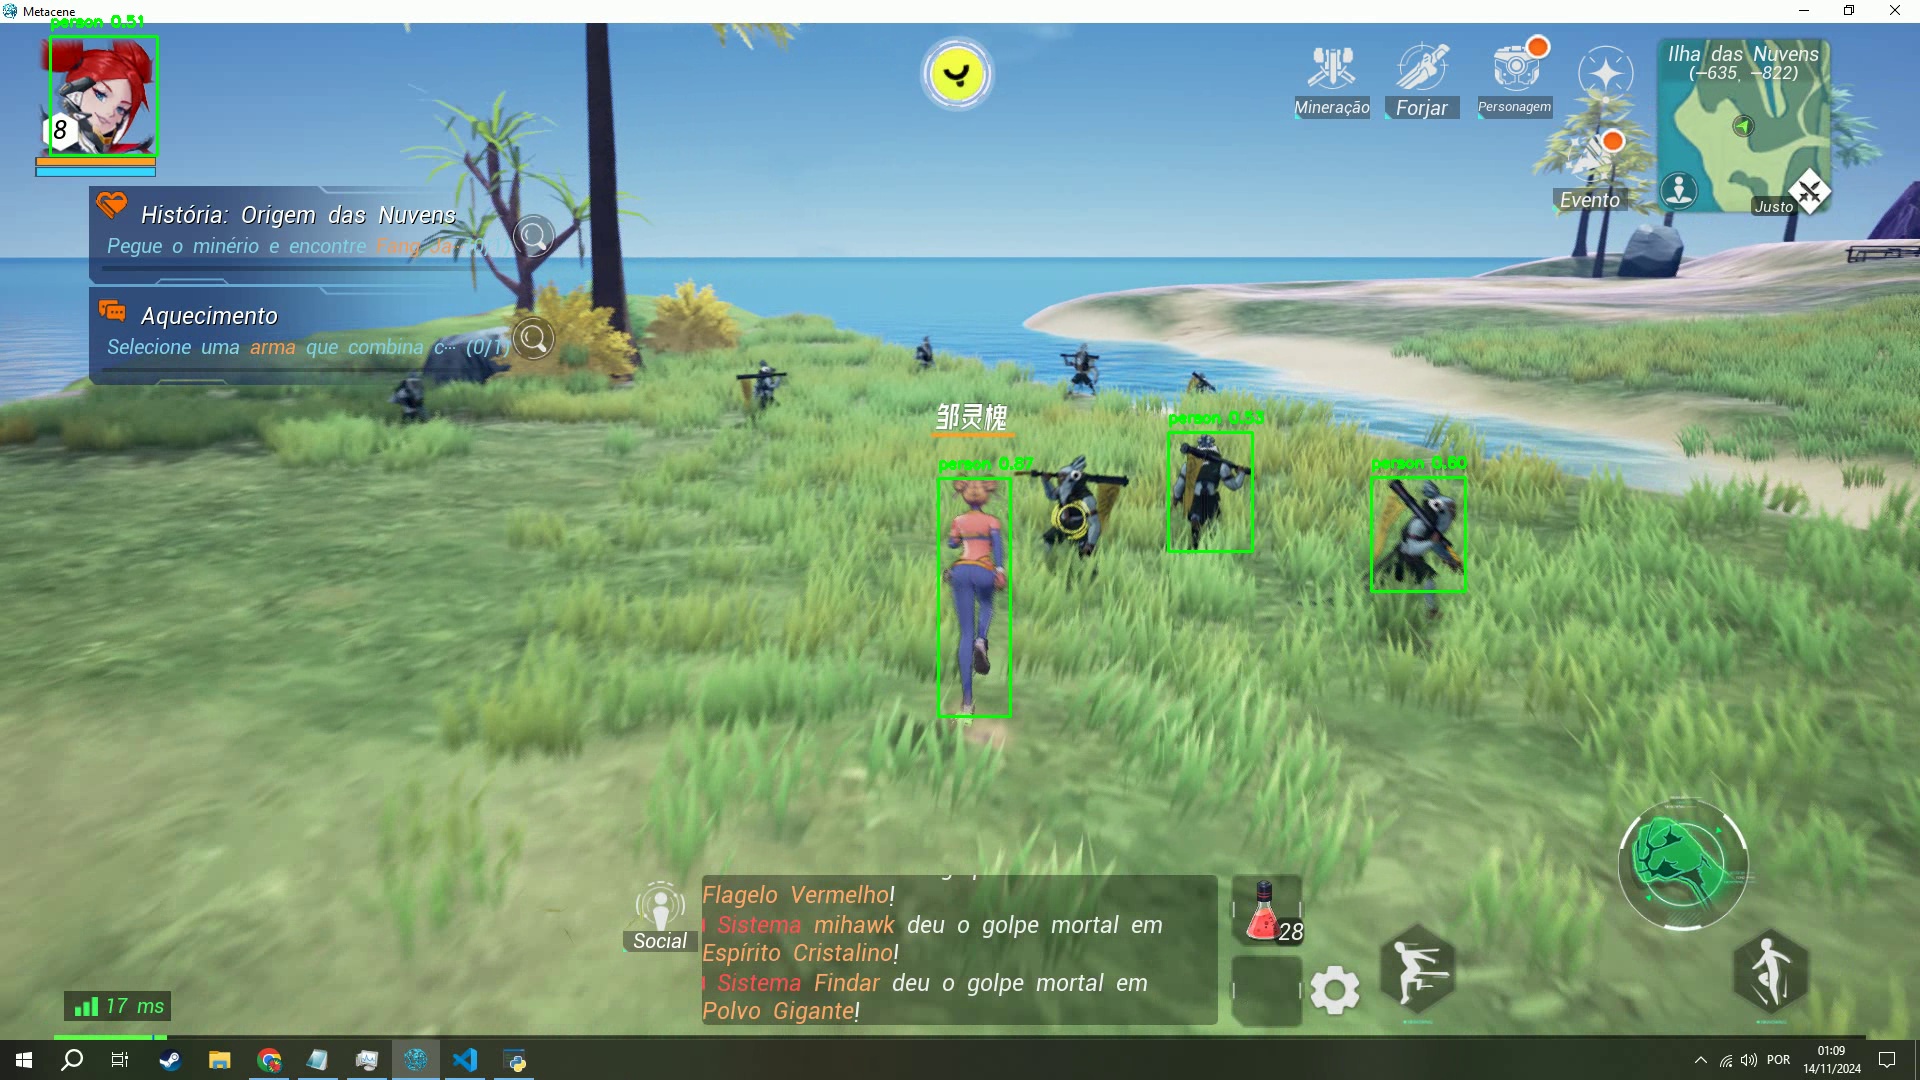 Metacene
person 0.51
8
História: Origem das Nuvens
Pegue o minério e encontre Fang Ja···
Aquecimento
Selecione uma arma que combina c··· (0/1)
Mineração
Forjar
Personagem
Evento
Ilha das Nuvens
(-635, -822)
Justo
邹灵槐
person 0.87
person 0.53
person 0.60
Social
Flagelo Vermelho!
Sistema mihawk deu o golpe mortal em
Espírito Cristalino!
Sistema Findar deu o golpe mortal em
Polvo Gigante!
28
17 ms
POR
01:09
14/11/2024